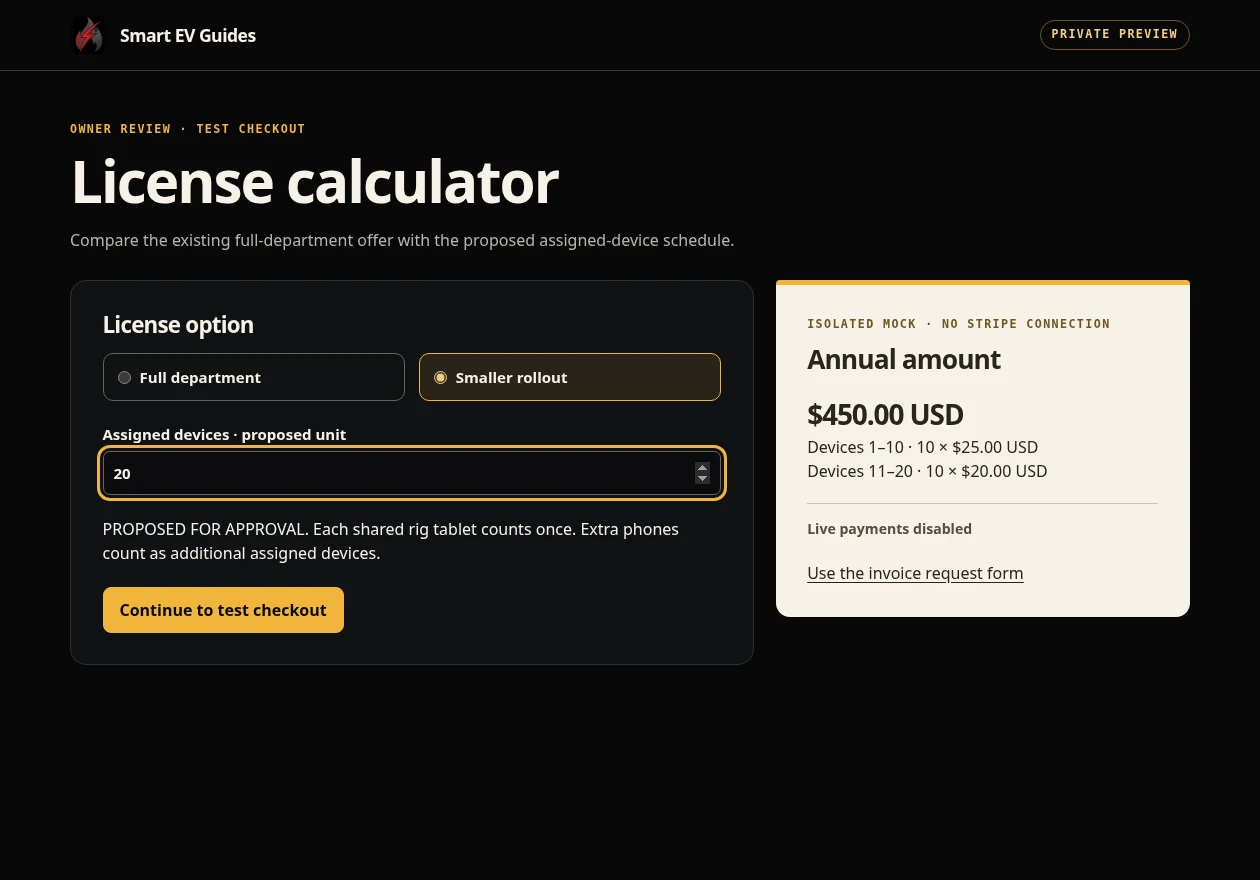 Smart EV Guides
PRIVATE PREVIEW
OWNER REVIEW · TEST CHECKOUT
License calculator
Compare the existing full-department offer with the proposed assigned-device schedule.
License option
Full department
Smaller rollout
Assigned devices · proposed unit
20
PROPOSED FOR APPROVAL. Each shared rig tablet counts once. Extra phones
count as additional assigned devices.
Continue to test checkout
ISOLATED MOCK · NO STRIPE CONNECTION
Annual amount
$450.00 USD
Devices 1–10 · 10 × $25.00 USD
Devices 11–20 · 10 × $20.00 USD
Live payments disabled
Use the invoice request form